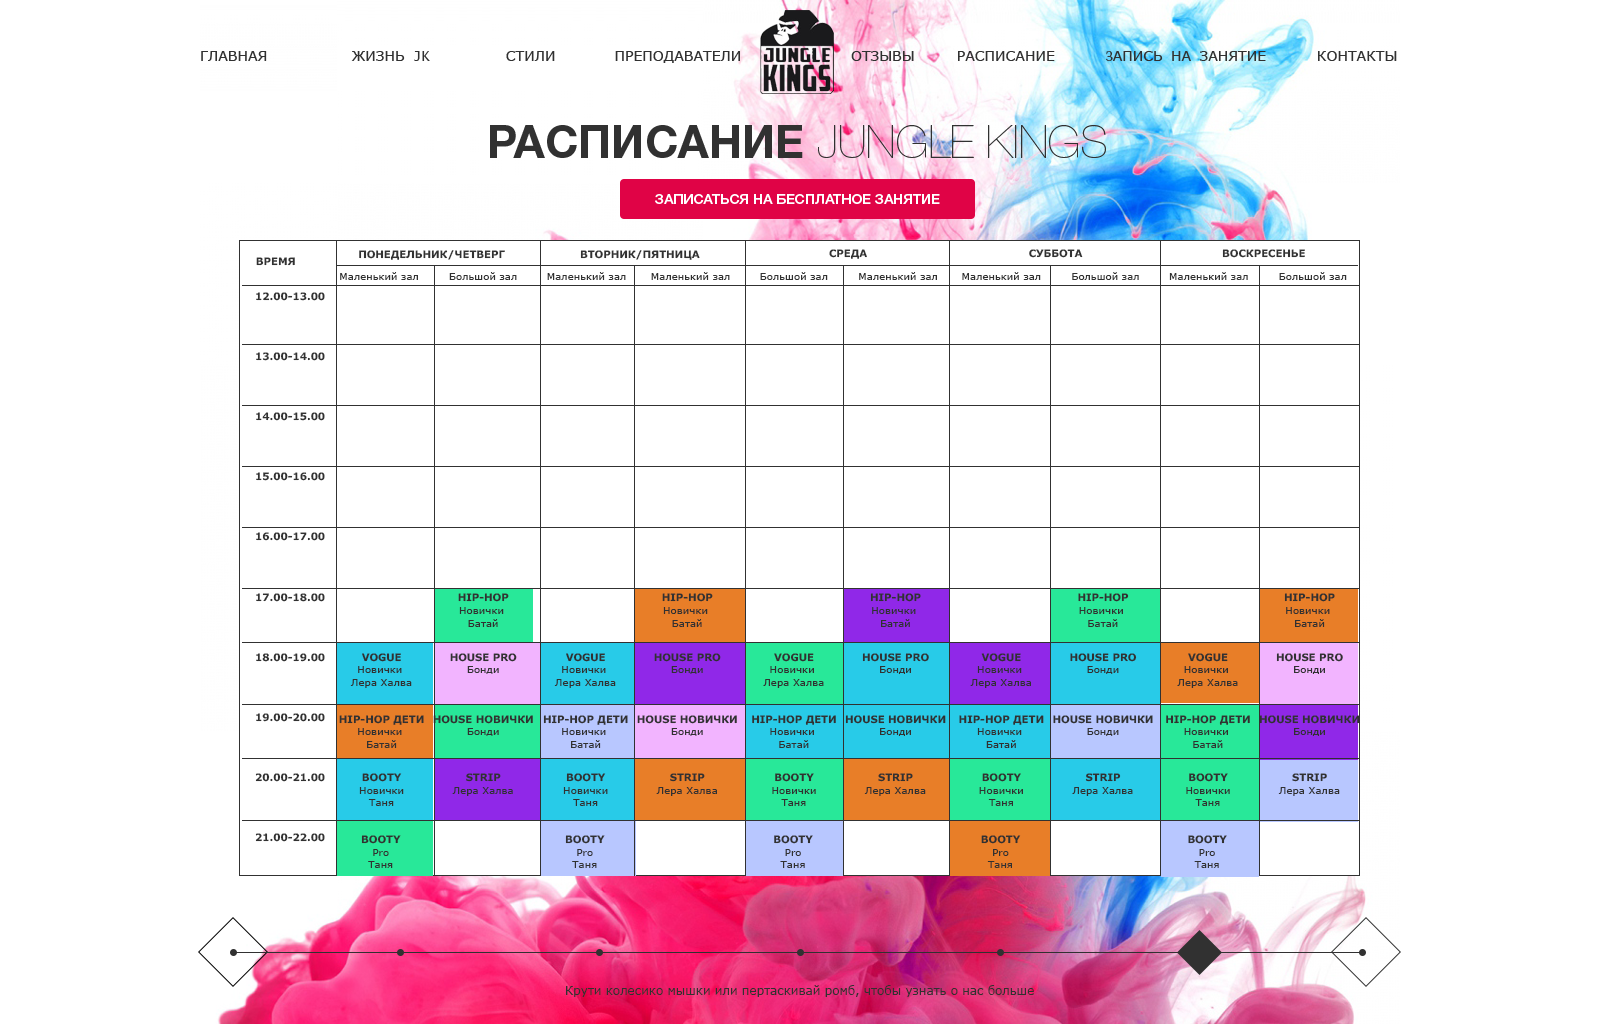 ГЛАВНАЯ ЖИЗНЬ JK СТИЛИ ПРЕПОДАВАТЕЛИ JUNGLE KINGS ОТЗЫВЫ РАСПИСАНИЕ ЗАПИСЬ НА ЗАНЯТИЕ КОНТАКТЫ
РАСПИСАНИЕ JUNGLE KINGS
ЗАПИСАТЬСЯ НА БЕСПЛАТНОЕ ЗАНЯТИЕ
ВРЕМЯ ПОНЕДЕЛЬНИК/ЧЕТВЕРГ ВТОРНИК/ПЯТНИЦА СРЕДА СУББОТА ВОСКРЕСЕНЬЕ
Маленький зал Большой зал Маленький зал Маленький зал Большой зал Маленький зал Маленький зал Большой зал Маленький зал Большой зал
12.00-13.00
13.00-14.00
14.00-15.00
15.00-16.00
16.00-17.00
17.00-18.00 HIP-HOP HIP-HOP HIP-HOP HIP-HOP HIP-HOP
Новички Новички Новички Новички Новички
Батай Батай Батай Батай Батай
18.00-19.00 VOGUE HOUSE PRO VOGUE HOUSE PRO VOGUE HOUSE PRO VOGUE HOUSE PRO VOGUE HOUSE PRO
Новички Бонди Новички Бонди Новички Бонди Новички Бонди Новички Бонди
Лера Халва Лера Халва Лера Халва Лера Халва Лера Халва
19.00-20.00 HIP-HOP ДЕТИ HOUSE НОВИЧКИ HIP-HOP ДЕТИ HOUSE НОВИЧКИ HIP-HOP ДЕТИ HOUSE НОВИЧКИ HIP-HOP ДЕТИ HOUSE НОВИЧКИ HIP-HOP ДЕТИ HOUSE НОВИЧКИ
Новички Бонди Новички Бонди Новички Бонди Новички Бонди Новички Бонди
Батай Батай Батай Батай Батай
20.00-21.00 BOOTY STRIP BOOTY STRIP BOOTY STRIP BOOTY STRIP BOOTY STRIP
Новички Лера Халва Новички Лера Халва Новички Лера Халва Новички Лера Халва Новички Лера Халва
Таня Таня Таня Таня Таня
21.00-22.00 BOOTY BOOTY BOOTY BOOTY BOOTY
Pro Pro Pro Pro Pro
Таня Таня Таня Таня Таня
Крути колесико мышки или пертаскивай ромб, чтобы узнать о нас больше